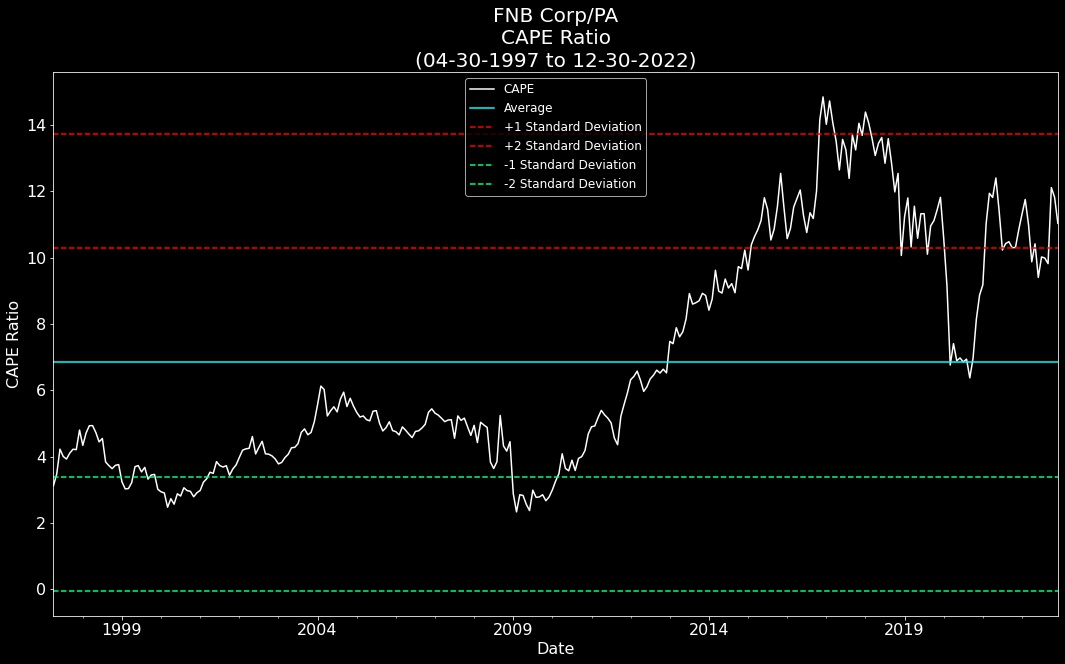 FNB Corp/PA
CAPE Ratio
(04-30-1997 to 12-30-2022)
CAPE
Average
+1 Standard Deviation
+2 Standard Deviation
-1 Standard Deviation
-2 Standard Deviation
CAPE Ratio
14
12
10
8
6
4
2
0
1999
2004
2009
2014
2019
Date